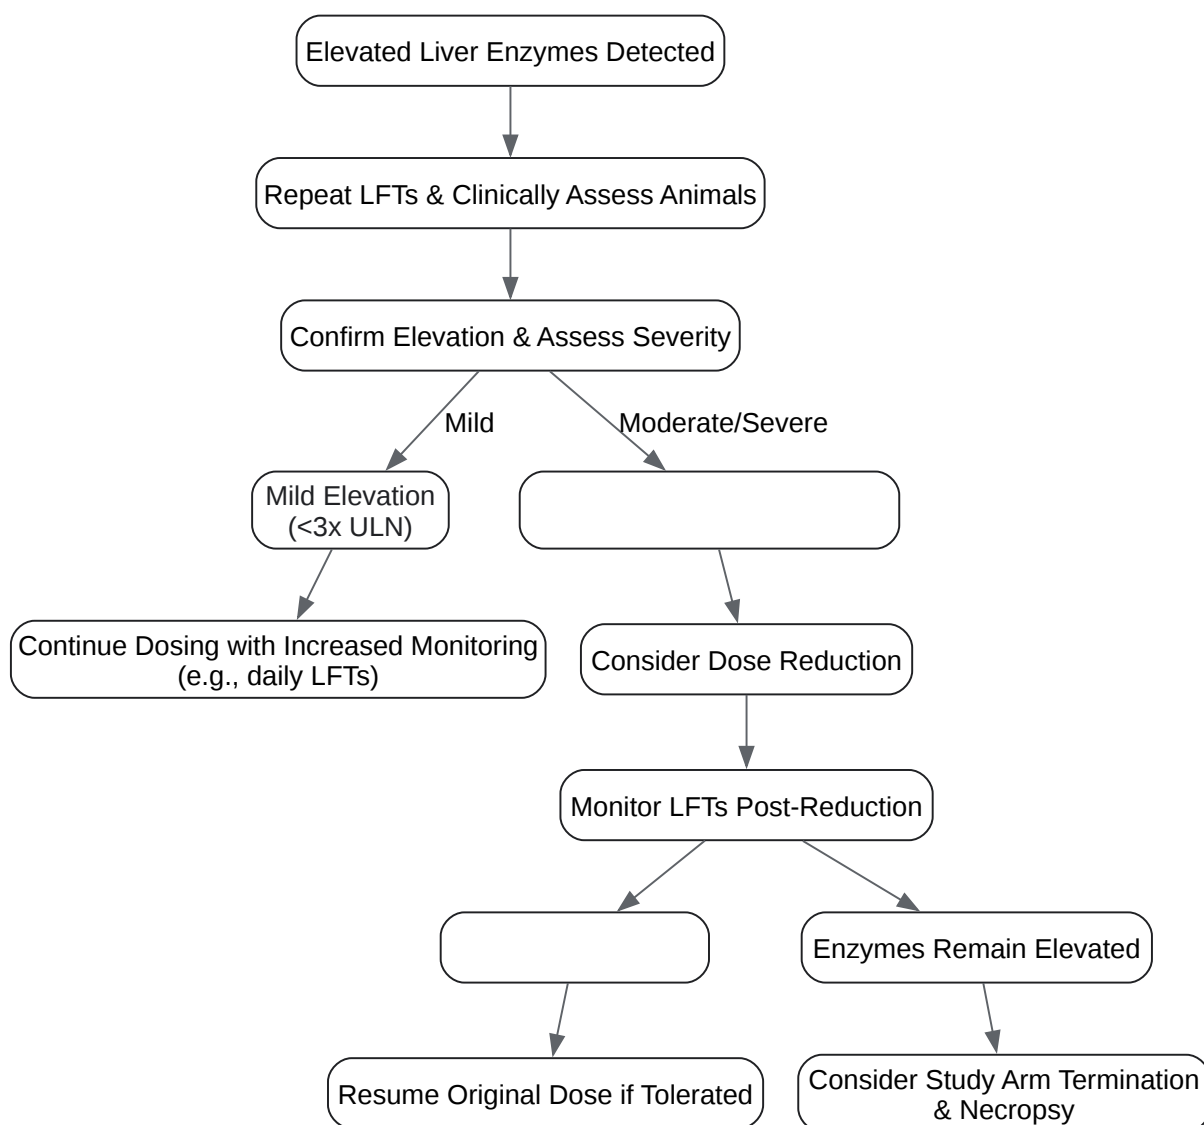 Elevated Liver Enzymes Detected
Repeat LFTs & Clinically Assess Animals
Confirm Elevation & Assess Severity
Mild
Moderate/Severe
Mild Elevation
(<3x ULN)
Continue Dosing with Increased Monitoring
(e.g., daily LFTs)
Consider Dose Reduction
Monitor LFTs Post-Reduction
Enzymes Remain Elevated
Resume Original Dose if Tolerated
Consider Study Arm Termination
& Necropsy